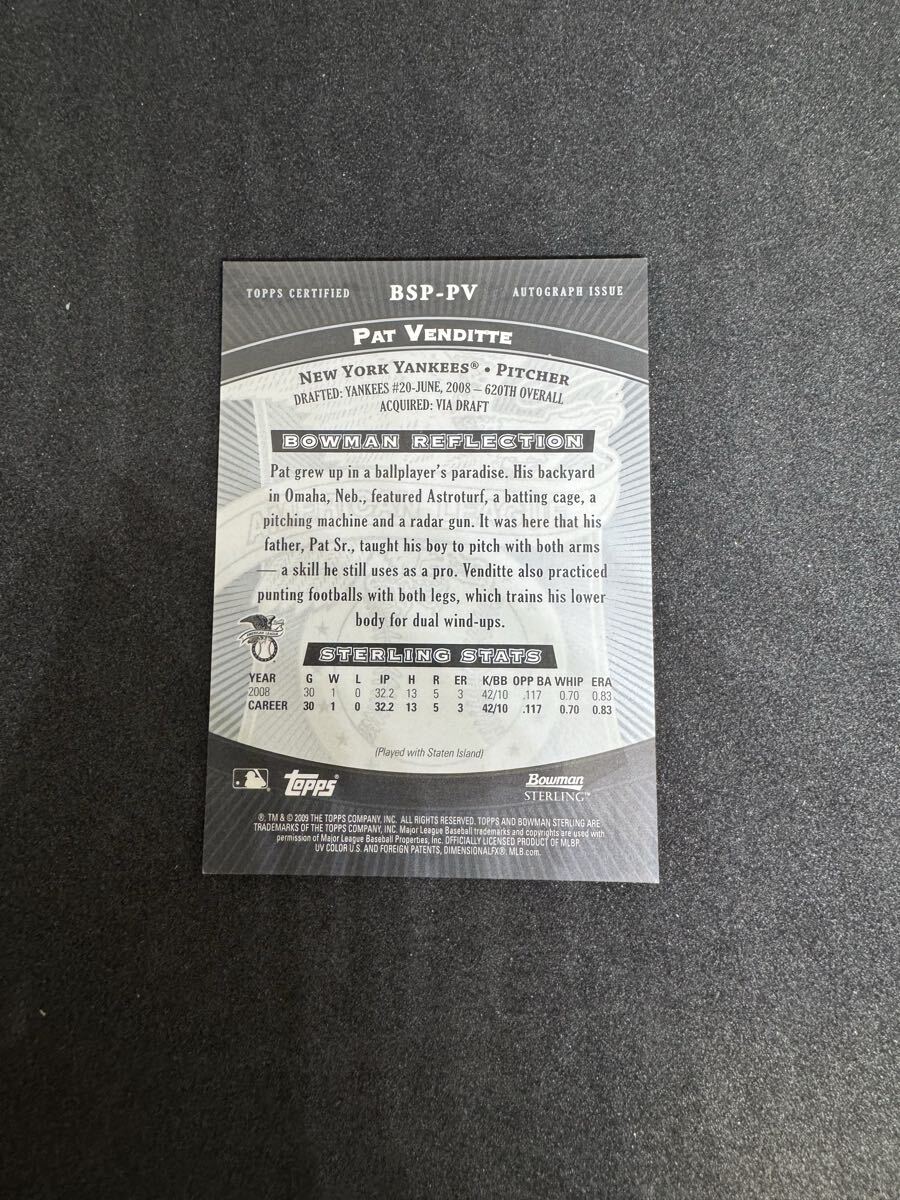 TOPPS CERTIFIED BSP-PV AUTOGRAPH ISSUE
PAT VENDITTE
NEW YORK YANKEES® • PITCHER
DRAFTED: YANKEES #20-JUNE, 2008 – 620TH OVERALL
ACQUIRED: VIA DRAFT
BOWMAN REFLECTION
Pat grew up in a ballplayer's paradise. His backyard
in Omaha, Neb., featured Astroturf, a batting cage, a
pitching machine and a radar gun. It was here that his
father, Pat Sr., taught his boy to pitch with both arms
— a skill he still uses as a pro. Venditte also practiced
punting footballs with both legs, which trains his lower
body for dual wind-ups.
STERLING STATS
YEAR G W L IP H R ER K/BB OPP BA WHIP ERA
2008 30 1 0 32.2 13 5 3 42/10 .117 0.70 0.83
CAREER 30 1 0 32.2 13 5 3 42/10 .117 0.70 0.83
(Played with Staten Island)
Topps® Bowman
STERLING™
®, TM & © 2009 THE TOPPS COMPANY, INC. ALL RIGHTS RESERVED. TOPPS AND BOWMAN STERLING ARE
TRADEMARKS OF THE TOPPS COMPANY, INC. Major League Baseball trademarks and copyrights are used with
permission of Major League Baseball Properties, Inc. OFFICIALLY LICENSED PRODUCT OF MLBP.
UV COLOR U.S. AND FOREIGN PATENTS, DIMENSIONALFX®. MLB.com.